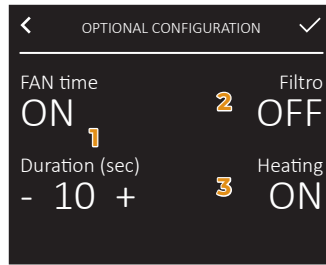 OPTIONAL CONFIGURATION
FAN time
ON
1
Duration (sec)
- 10 +
2
Filtro
OFF
3
Heating
ON